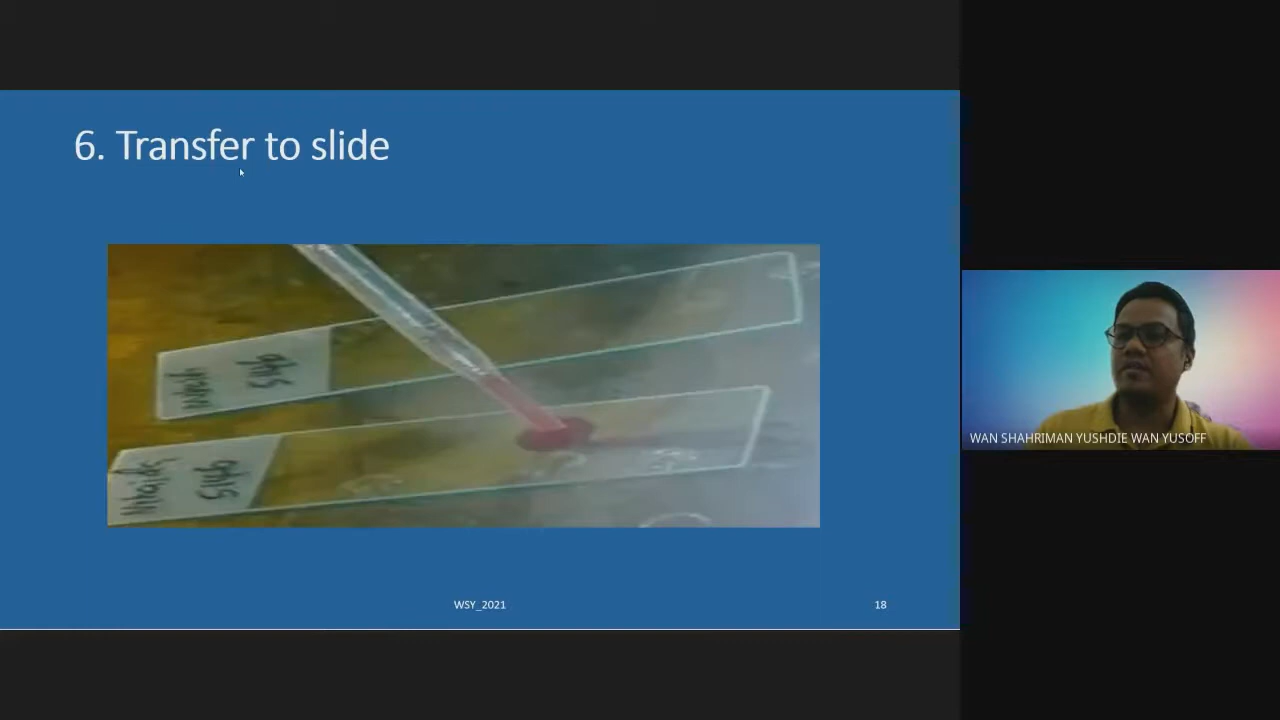 6. Transfer to slide
WSY_2021
18
WAN SHAHRIMAN YUSHDIE WAN YUSOFF